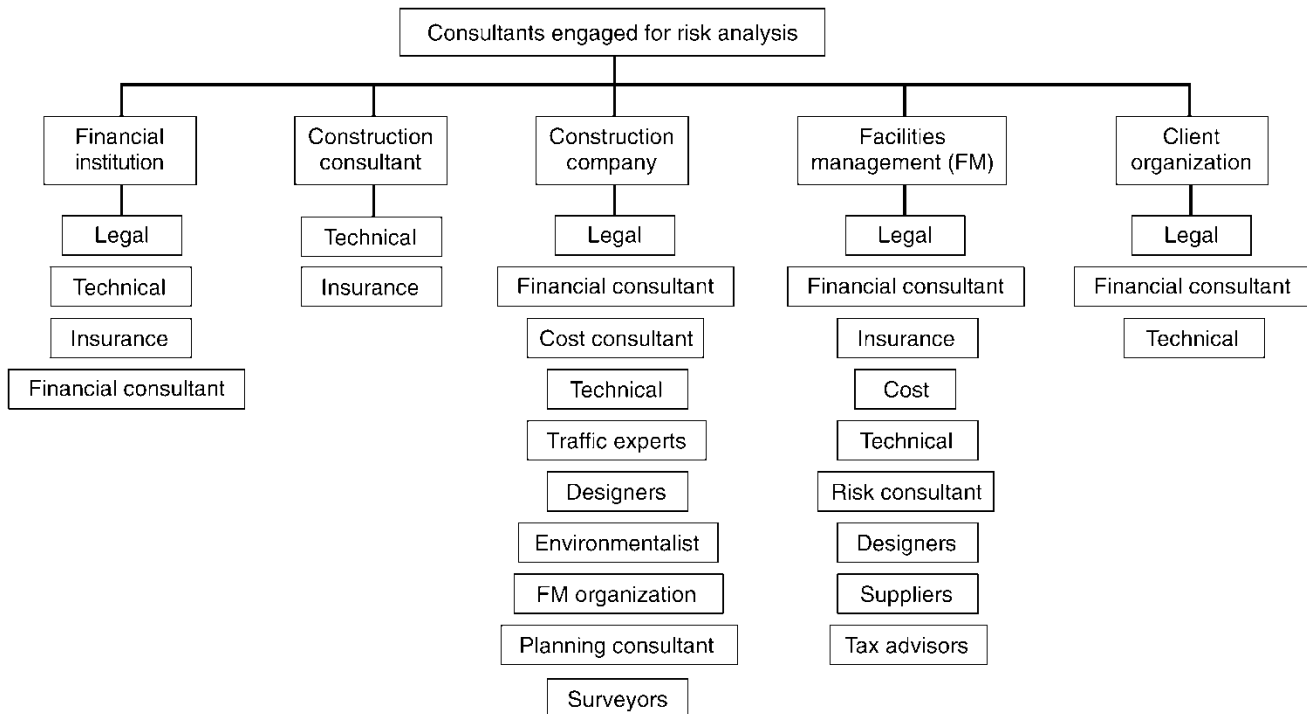 Consultants engaged for risk analysis
Financial
institution
Legal
Technical
Insurance
Financial consultant
Construction
consultant
Technical
Insurance
Construction
company
Legal
Financial consultant
Cost consultant
Technical
Traffic experts
Designers
Environmentalist
FM organization
Planning consultant
Surveyors
Facilities
management (FM)
Legal
Financial consultant
Insurance
Cost
Technical
Risk consultant
Designers
Suppliers
Tax advisors
Client
organization
Legal
Financial consultant
Technical